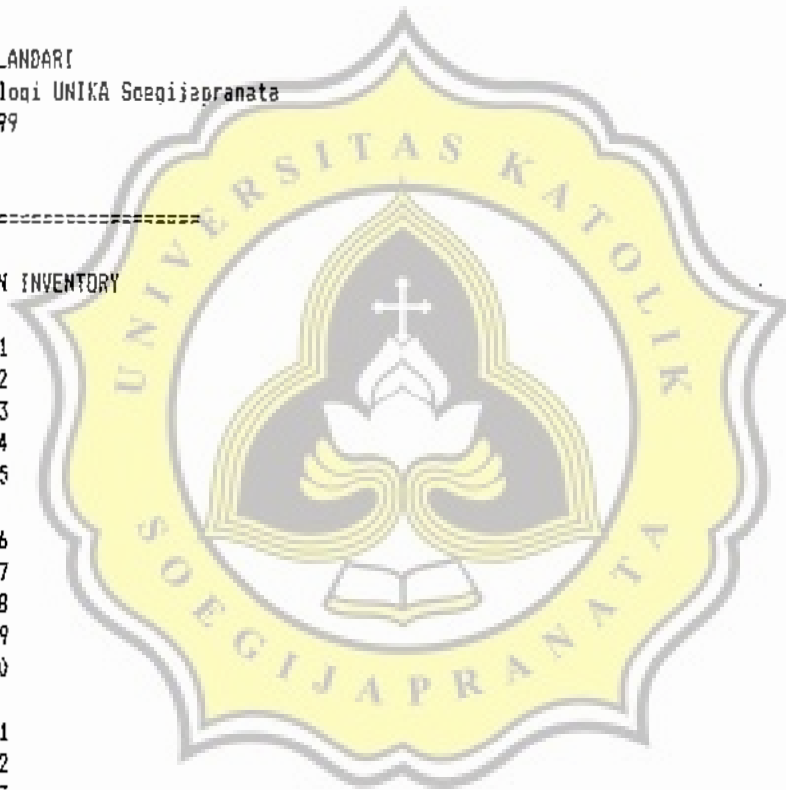 LANDARI
logi UNIKA Soegijapranata
99
==================
N INVENTORY
1
2
3
4
5
6
7
8
9
0
1
2
UNIVERSITAS KATOLIK
SOEGIJAPRANATA